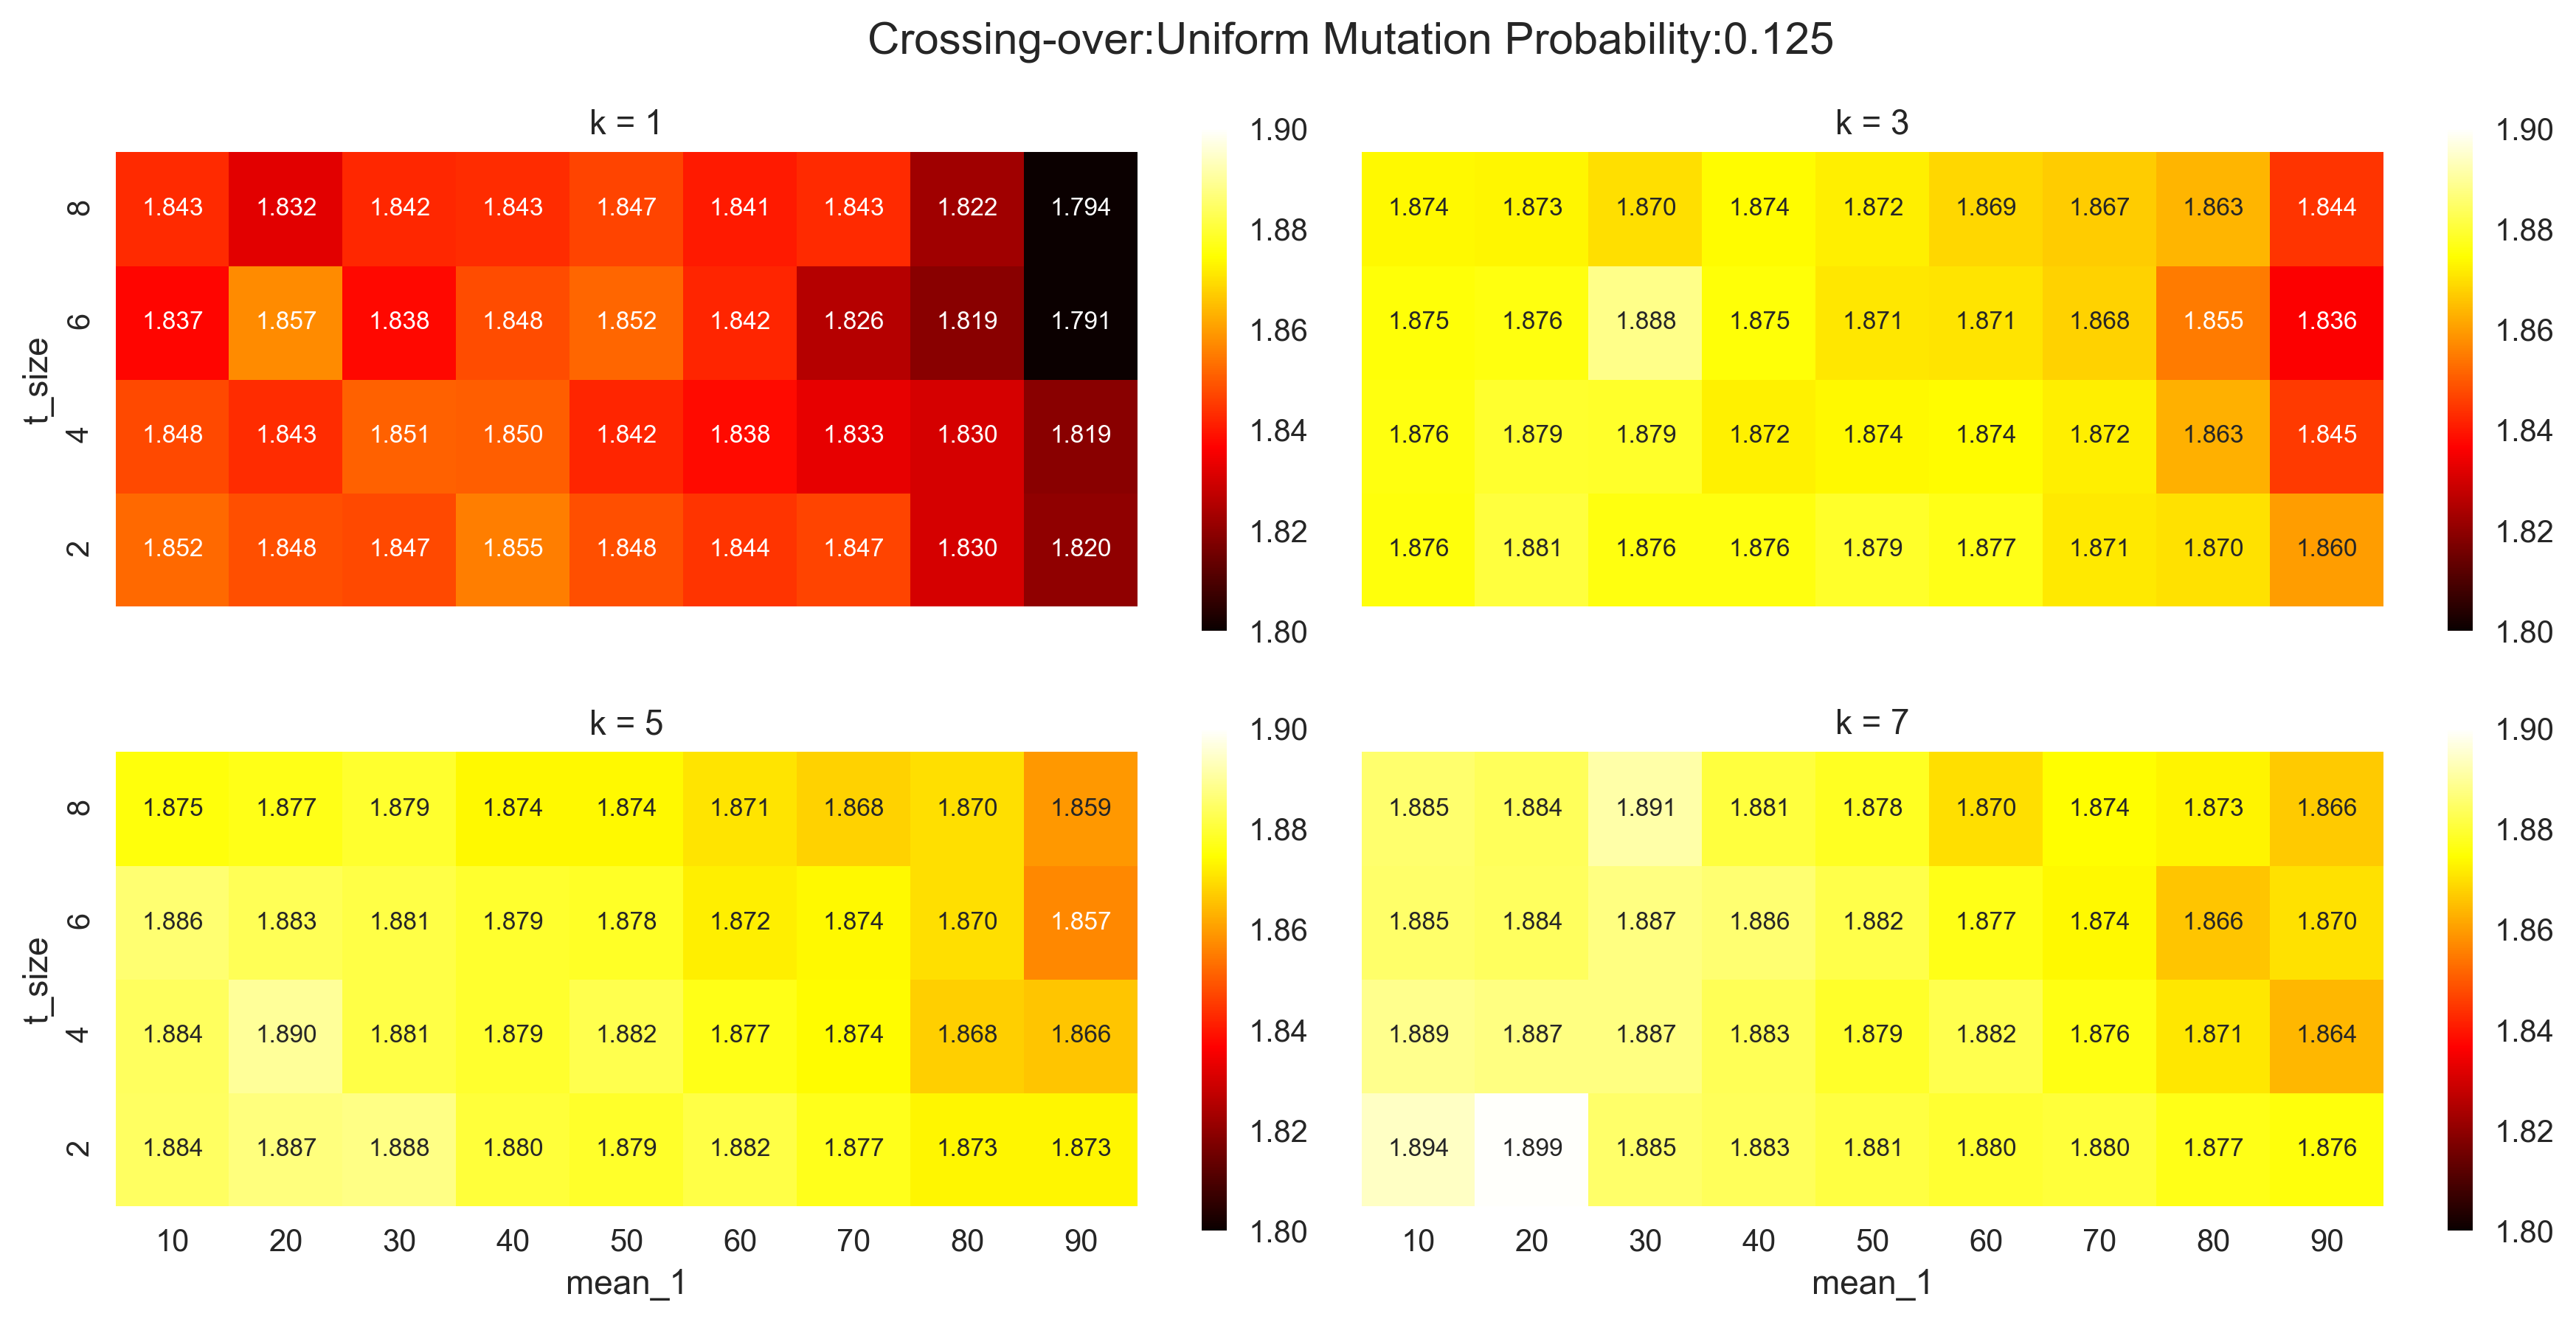 Crossing-over:Uniform Mutation Probability:0.125
k = 1
t_size
8 1.843 1.832 1.842 1.843 1.847 1.841 1.843 1.822 1.794
6 1.837 1.857 1.838 1.848 1.852 1.842 1.826 1.819 1.791
4 1.848 1.843 1.851 1.850 1.842 1.838 1.833 1.830 1.819
2 1.852 1.848 1.847 1.855 1.848 1.844 1.847 1.830 1.820
1.90
1.88
1.86
1.84
1.82
1.80
k = 3
1.874 1.873 1.870 1.874 1.872 1.869 1.867 1.863 1.844
1.875 1.876 1.888 1.875 1.871 1.871 1.868 1.855 1.836
1.876 1.879 1.879 1.872 1.874 1.874 1.872 1.863 1.845
1.876 1.881 1.876 1.876 1.879 1.877 1.871 1.870 1.860
1.90
1.88
1.86
1.84
1.82
1.80
k = 5
t_size
8 1.875 1.877 1.879 1.874 1.874 1.871 1.868 1.870 1.859
6 1.886 1.883 1.881 1.879 1.878 1.872 1.874 1.870 1.857
4 1.884 1.890 1.881 1.879 1.882 1.877 1.874 1.868 1.866
2 1.884 1.887 1.888 1.880 1.879 1.882 1.877 1.873 1.873
10 20 30 40 50 60 70 80 90
mean_1
1.90
1.88
1.86
1.84
1.82
1.80
k = 7
1.885 1.884 1.891 1.881 1.878 1.870 1.874 1.873 1.866
1.885 1.884 1.887 1.886 1.882 1.877 1.874 1.866 1.870
1.889 1.887 1.887 1.883 1.879 1.882 1.876 1.871 1.864
1.894 1.899 1.885 1.883 1.881 1.880 1.880 1.877 1.876
10 20 30 40 50 60 70 80 90
mean_1
1.90
1.88
1.86
1.84
1.82
1.80